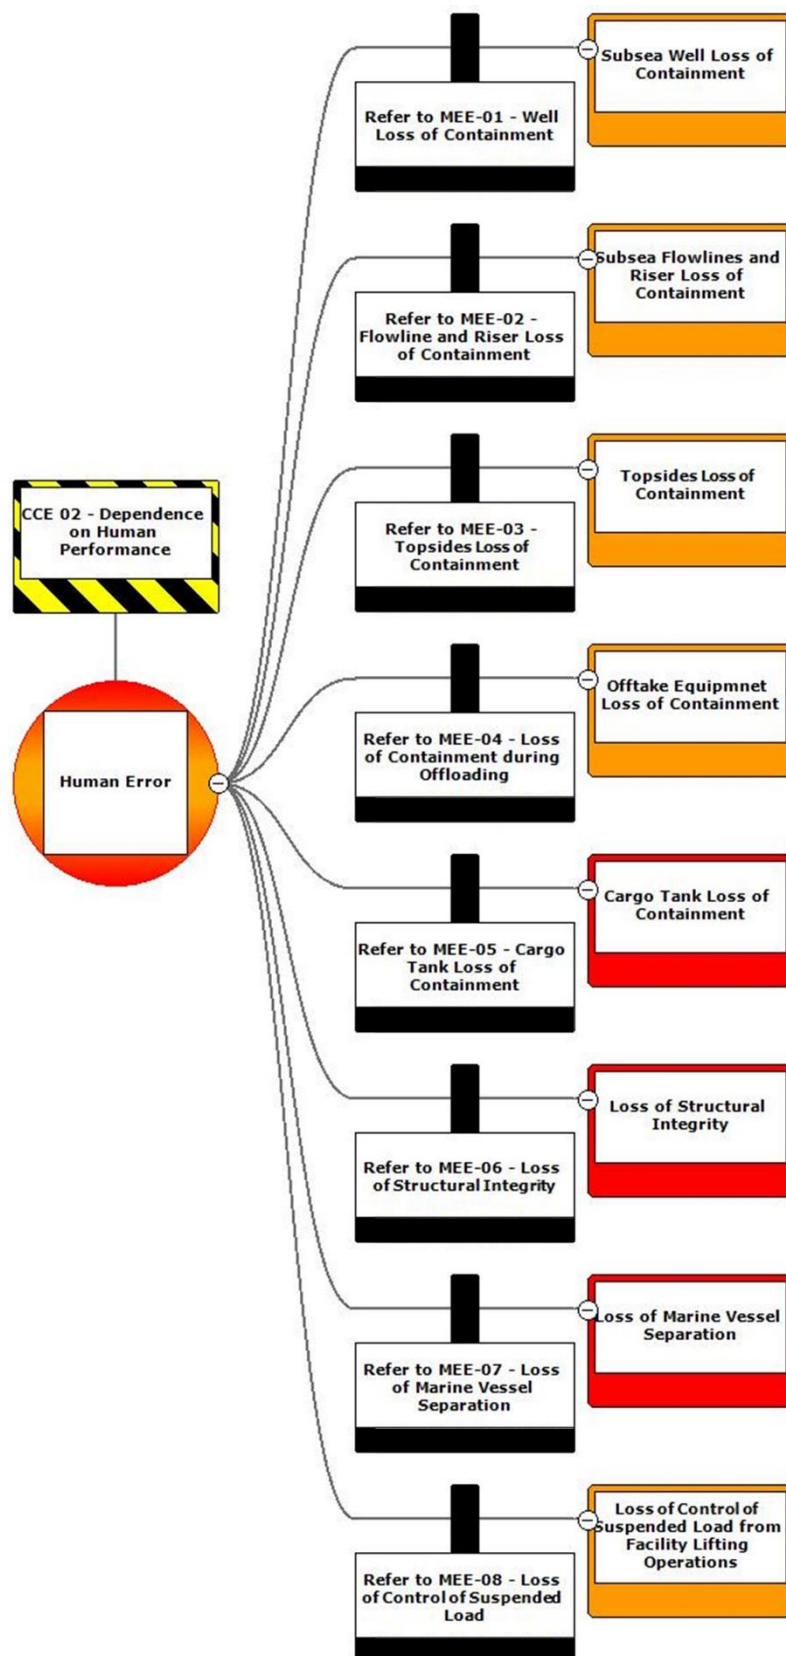 Subsea Well Loss of
Containment
Refer to MEE-01 - Well
Loss of Containment
Subsea Flowlines and
Riser Loss of
Containment
Refer to MEE-02 -
Flowline and Riser Loss
of Containment
Topsides Loss of
Containment
Refer to MEE-03 -
Topsides Loss of
Containment
CCE 02 - Dependence
on Human
Performance
Human Error
Offtake Equipmnet
Loss of Containment
Refer to MEE-04 - Loss
of Containment during
Offloading
Cargo Tank Loss of
Containment
Refer to MEE-05 - Cargo
Tank Loss of
Containment
Loss of Structural
Integrity
Refer to MEE-06 - Loss
of Structural Integrity
Loss of Marine Vessel
Separation
Refer to MEE-07 - Loss
of Marine Vessel
Separation
Loss of Control of
Suspended Load from
Facility Lifting
Operations
Refer to MEE-08 - Loss
of Control of Suspended
Load